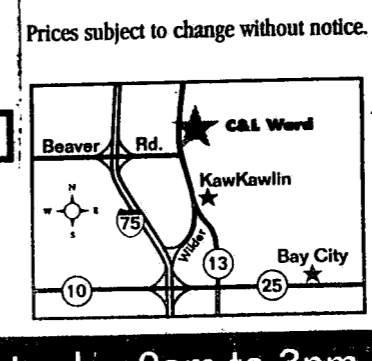 Prices subject to change without notice.
C&L Ward
Beaver Rd.
KawKawlin
N
W E
S
75
Wilder
13
Bay City
10
25